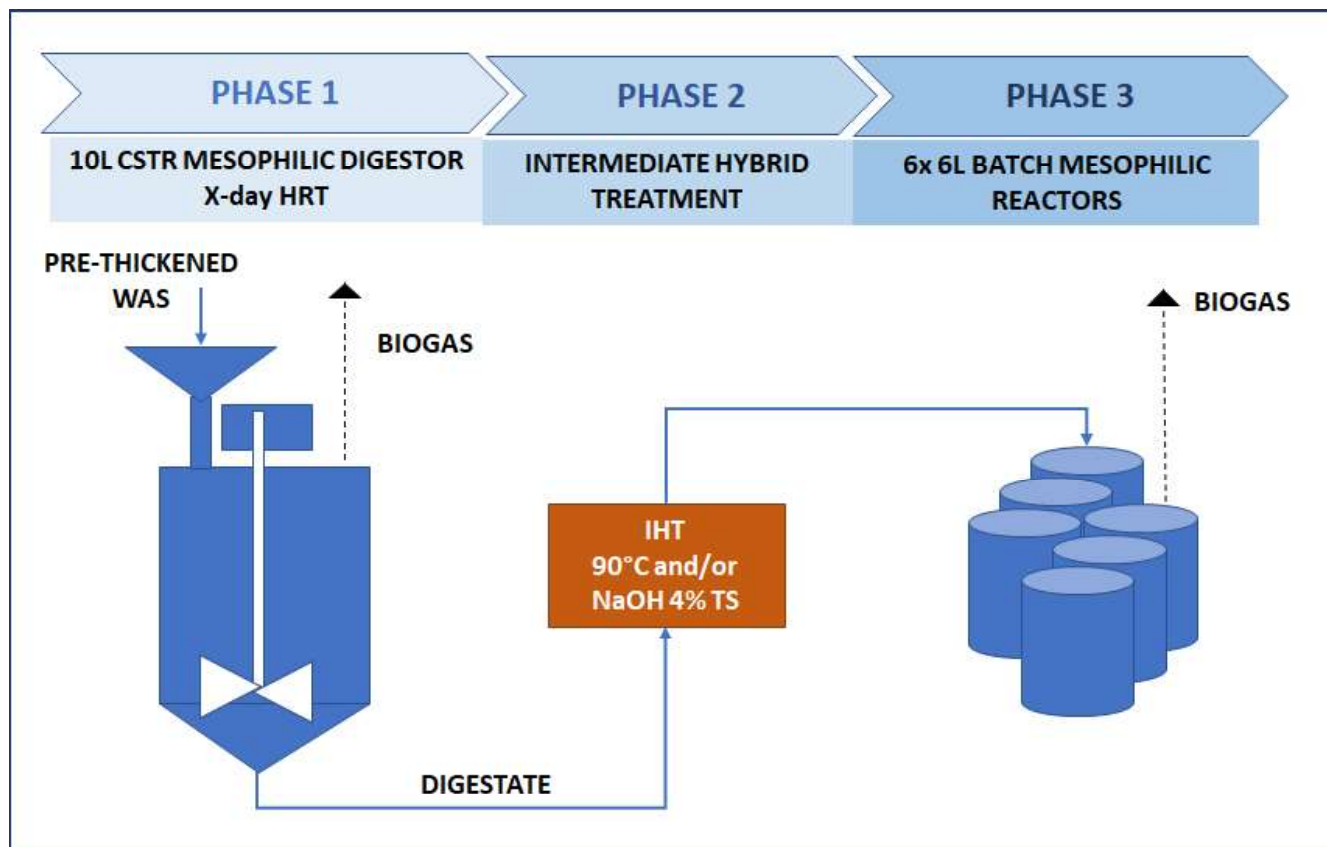 PHASE 1
PHASE 2
PHASE 3
10L CSTR MESOPHILIC DIGESTOR
X-day HRT
INTERMEDIATE HYBRID
TREATMENT
6x 6L BATCH MESOPHILIC
REACTORS
PRE-THICKENED
WAS
BIOGAS
BIOGAS
IHT
90°C and/or
NaOH 4% TS
DIGESTATE